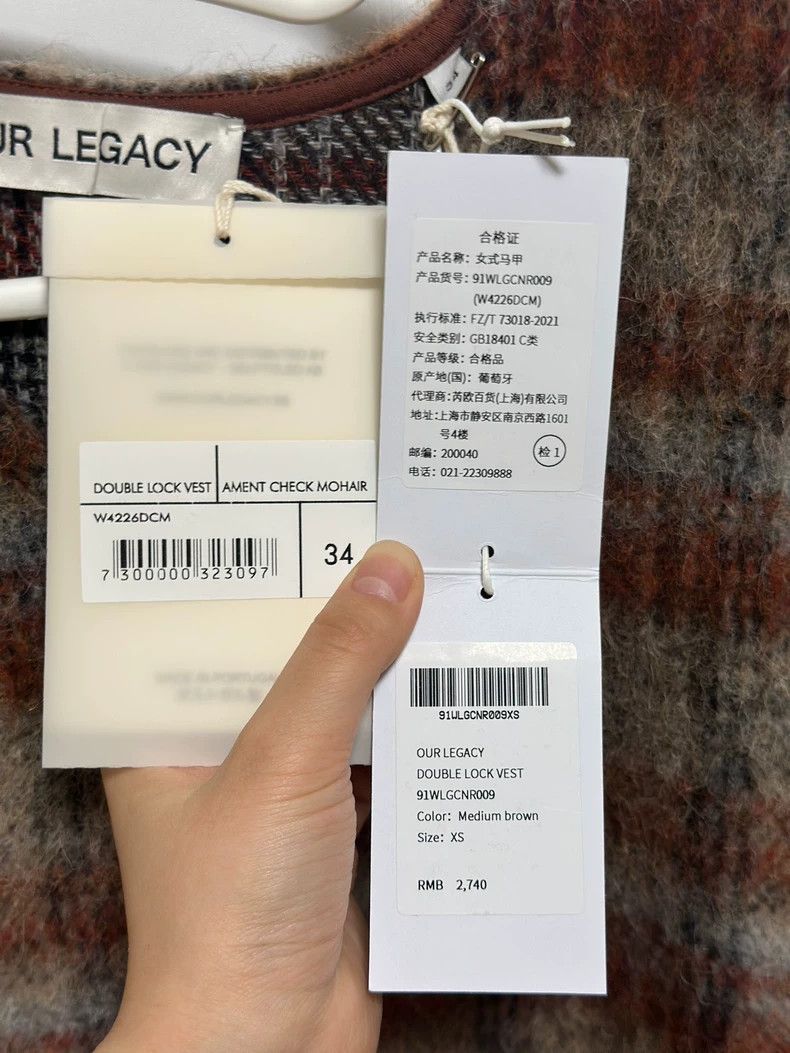 UR LEGACY
34
DOUBLE LOCK VEST
AMENT CHECK MOHAIR
W4226DCM
7 300000 323097
34
MADE IN PORTUGAL
合格证
产品名称：女式马甲
产品货号：91WLGCNR009
(W4226DCM)
执行标准：FZ/T 73018-2021
安全类别：GB18401 C类
产品等级：合格品
原产地(国)：葡萄牙
代理商：芮欧百货(上海)有限公司
地址：上海市静安区南京西路1601
号4楼
邮编：200040
电话：021-22309888
检 1
91WLGCNR009XS
OUR LEGACY
DOUBLE LOCK VEST
91WLGCNR009
Color：Medium brown
Size：XS
RMB 2,740